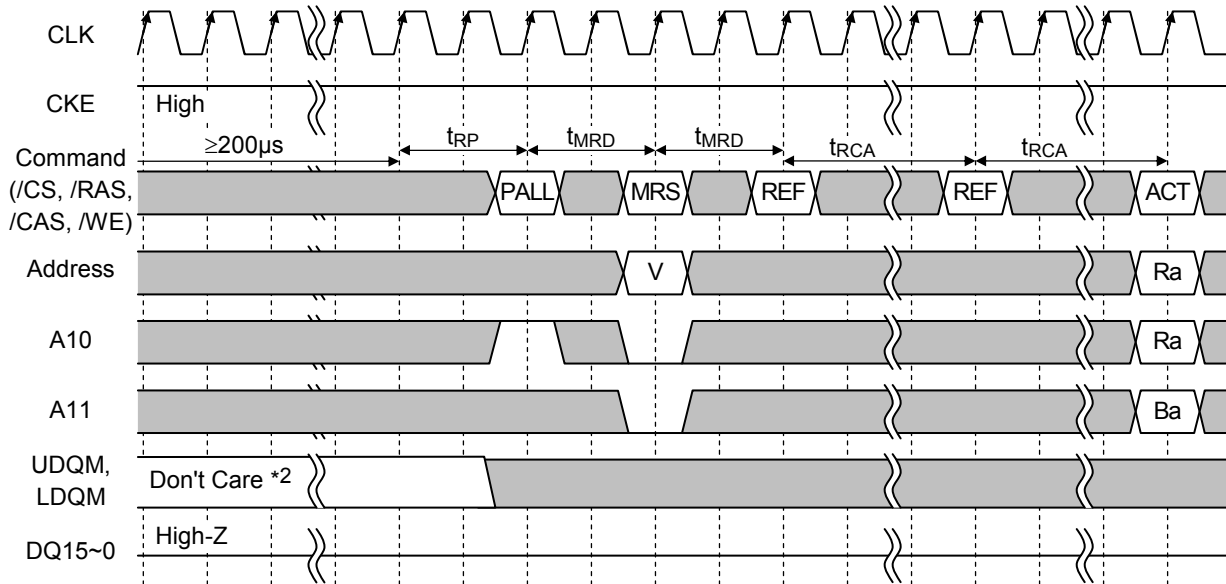 CLK
CKE High
≥200µs tRP tMRD tMRD tRCA tRCA
Command
(/CS, /RAS,
/CAS, /WE)
PALL MRS REF REF ACT
Address V Ra
A10 Ra
A11 Ba
UDQM,
LDQM
Don't Care *2
DQ15~0 High-Z